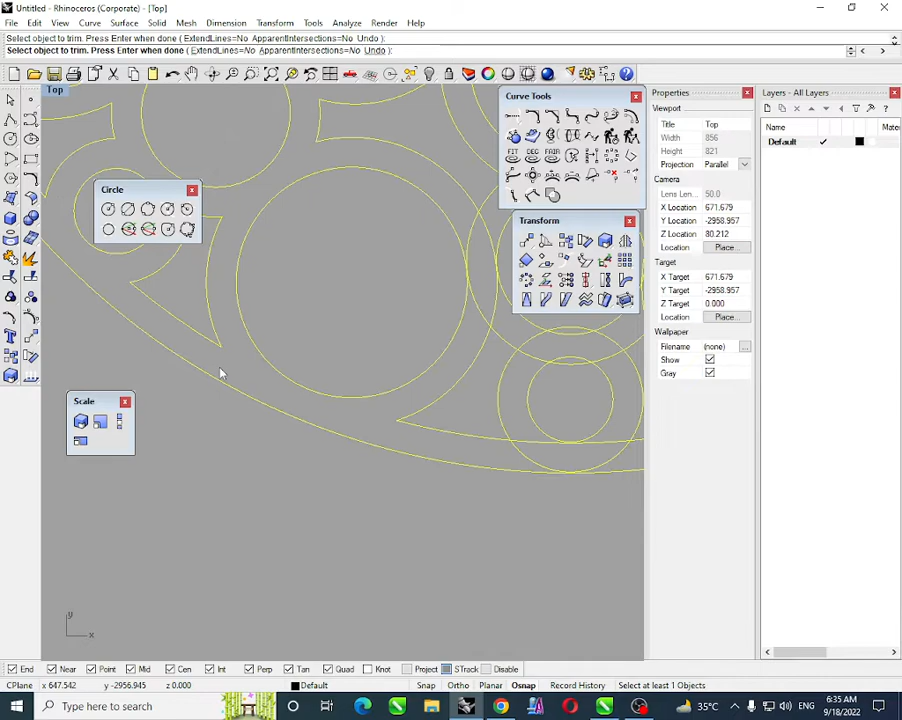 Untitled - Rhinoceros (Corporate) - [Top]
File Edit View Curve Surface Solid Mesh Dimension Transform Tools Analyze Render Help
Select object to trim. Press Enter when done ( ExtendLines=No ApparentIntersections=No Undo ):
Select object to trim. Press Enter when done ( ExtendLines=No ApparentIntersections=No Undo ):
Top
Circle
Scale
Curve Tools
FIT DEG FAIR
Transform
Properties
Viewport
Title Top
Width 856
Height 821
Projection Parallel
Camera
Lens Len... 50.0
X Location 671.679
Y Location -2958.957
Z Location 80.212
Location Place...
Target
X Target 671.679
Y Target -2958.957
Z Target 0.000
Location Place...
Wallpaper
Filename (none) ...
Show
Gray
Layers - All Layers
Name Mater
Default
y
x
End Near Point Mid Cen Int Perp Tan Quad Knot Project STrack Disable
CPlane x 647.542 y -2956.945 z 0.000 Default Snap Ortho Planar Osnap Record History Select at least 1 Objects
Type here to search
35°C
ENG
6:35 AM
9/18/2022